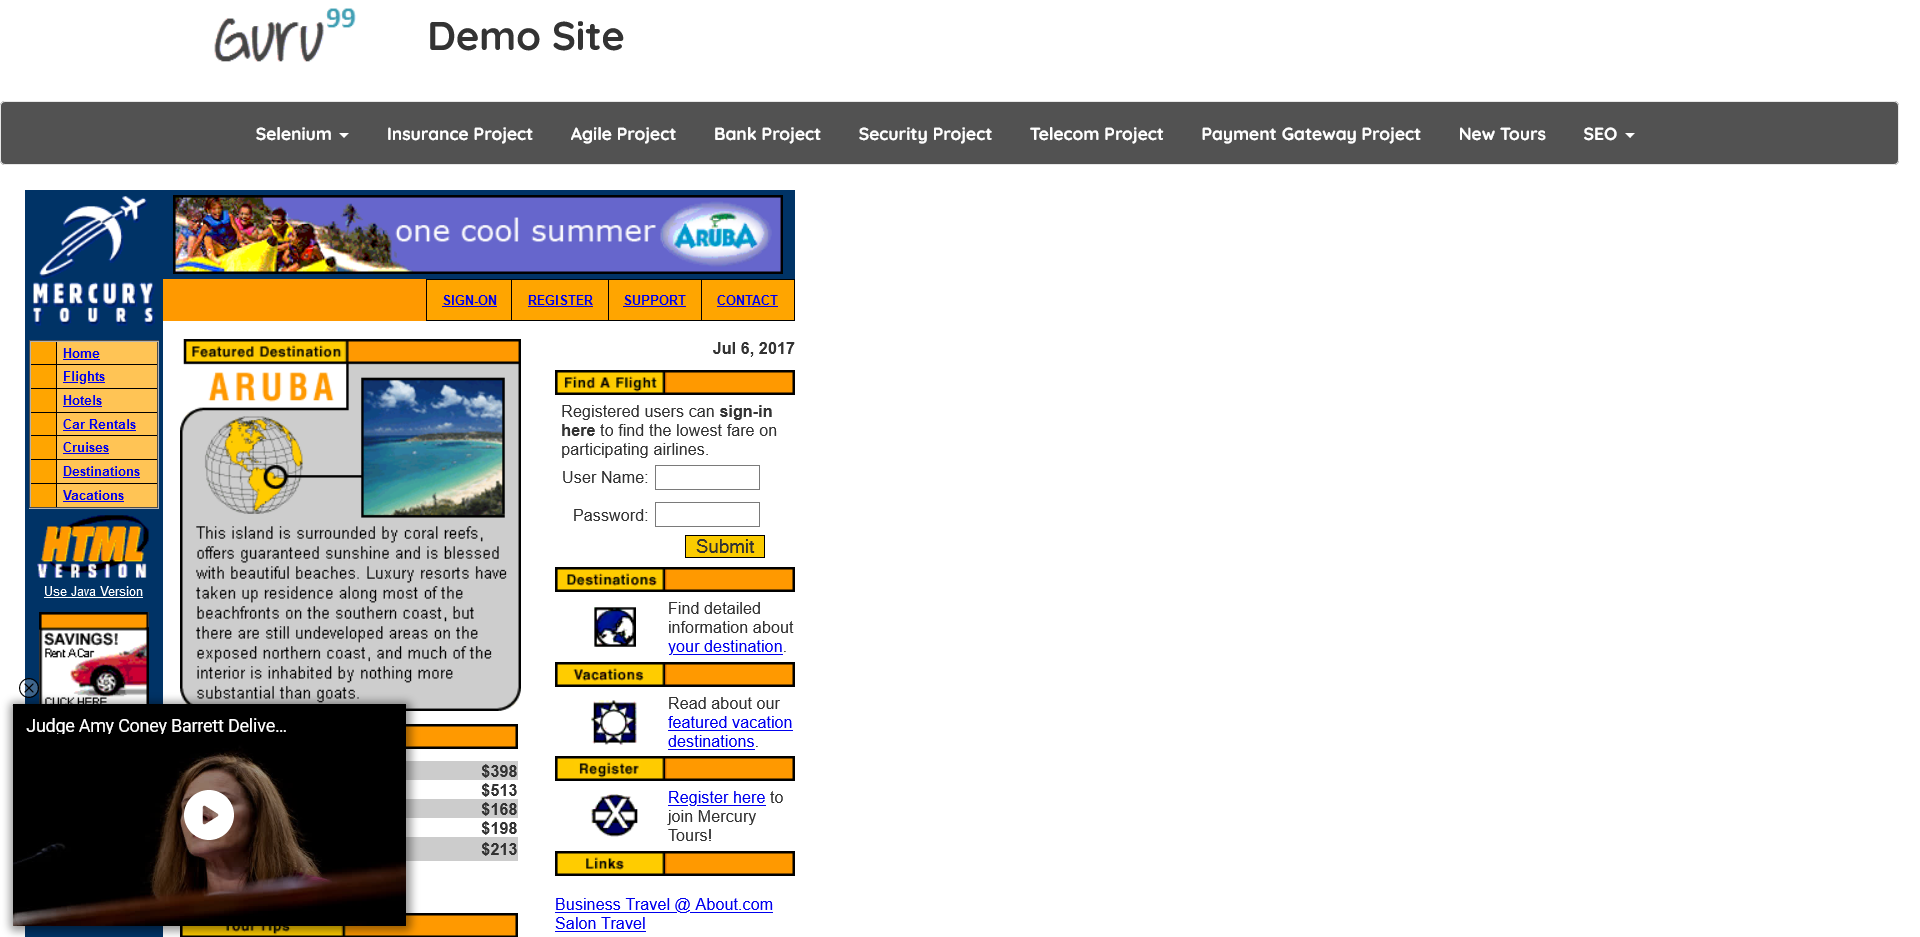 Guru99
Demo Site
Selenium
Insurance Project
Agile Project
Bank Project
Security Project
Telecom Project
Payment Gateway Project
New Tours
SEO
one cool summer
ARUBA
MERCURY
TOURS
SIGN-ON
REGISTER
SUPPORT
CONTACT
Home
Flights
Hotels
Car Rentals
Cruises
Destinations
Vacations
HTML
VERSION
Use Java Version
SAVINGS!
Rent A Car
CLICK HERE
Featured Destination
ARUBA
This island is surrounded by coral reefs,
offers guaranteed sunshine and is blessed
with beautiful beaches. Luxury resorts have
taken up residence along most of the
beachfronts on the southern coast, but
there are still undeveloped areas on the
exposed northern coast, and much of the
interior is inhabited by nothing more
substantial than goats.
Judge Amy Coney Barrett Delive...
$398
$513
$168
$198
$213
Tour Tips
Jul 6, 2017
Find A Flight
Registered users can sign-in
here to find the lowest fare on
participating airlines.
User Name:
Password:
Submit
Destinations
Find detailed
information about
your destination.
Vacations
Read about our
featured vacation
destinations.
Register
Register here to
join Mercury
Tours!
Links
Business Travel @ About.com
Salon Travel